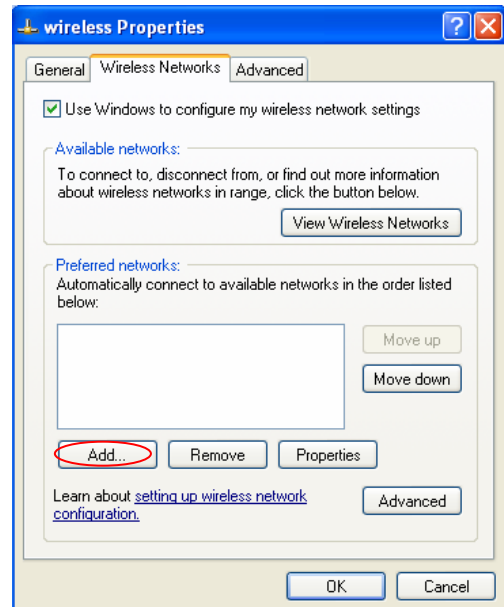 wireless Properties
General Wireless Networks Advanced
Use Windows to configure my wireless network settings
Available networks:
To connect to, disconnect from, or find out more information
about wireless networks in range, click the button below.
View Wireless Networks
Preferred networks:
Automatically connect to available networks in the order listed
below:
Move up
Move down
Add... Remove Properties
Learn about setting up wireless network
configuration.
Advanced
OK Cancel